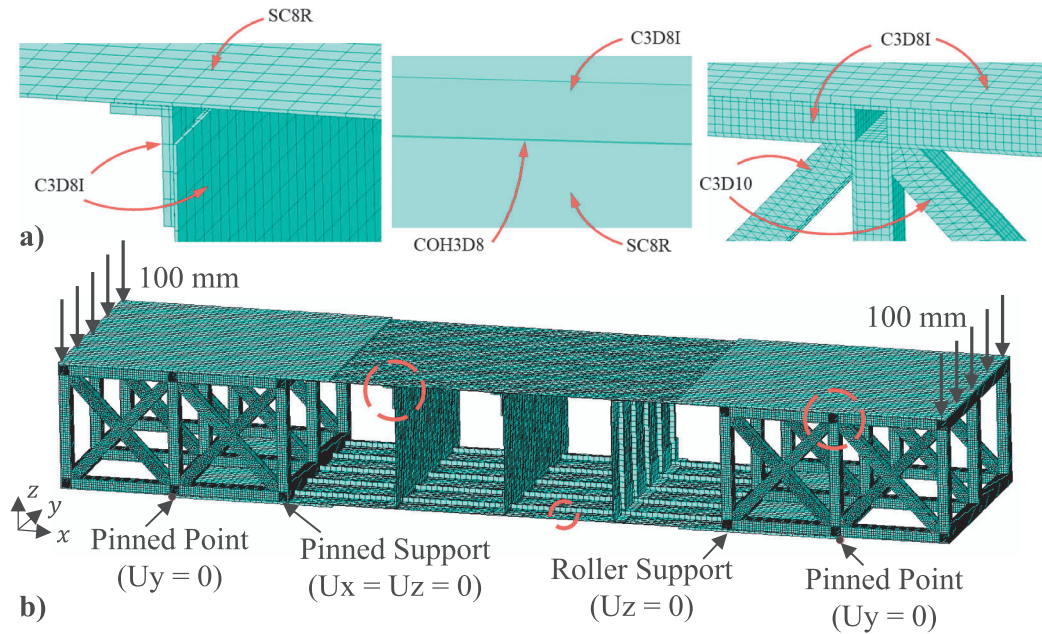 SC8R
C3D8I
C3D8I
C3D8I
C3D10
COH3D8
SC8R
a)
100 mm
100 mm
z
y
x
Pinned Point
(Uy = 0)
Pinned Support
(Ux = Uz = 0)
Roller Support
(Uz = 0)
Pinned Point
(Uy = 0)
b)